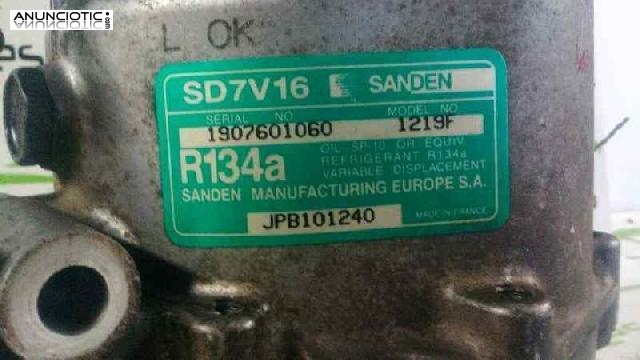 ANUNCIOTIC.com
L OK
SD7V16 SANDEN
SERIAL NO MODEL NO
1907601060 1219F
R134a OIL SP-10 OR EQUIV.
REFRIGERANT R134a
VARIABLE DISPLACEMENT
SANDEN MANUFACTURING EUROPE S.A.
JPB101240 MADE IN FRANCE